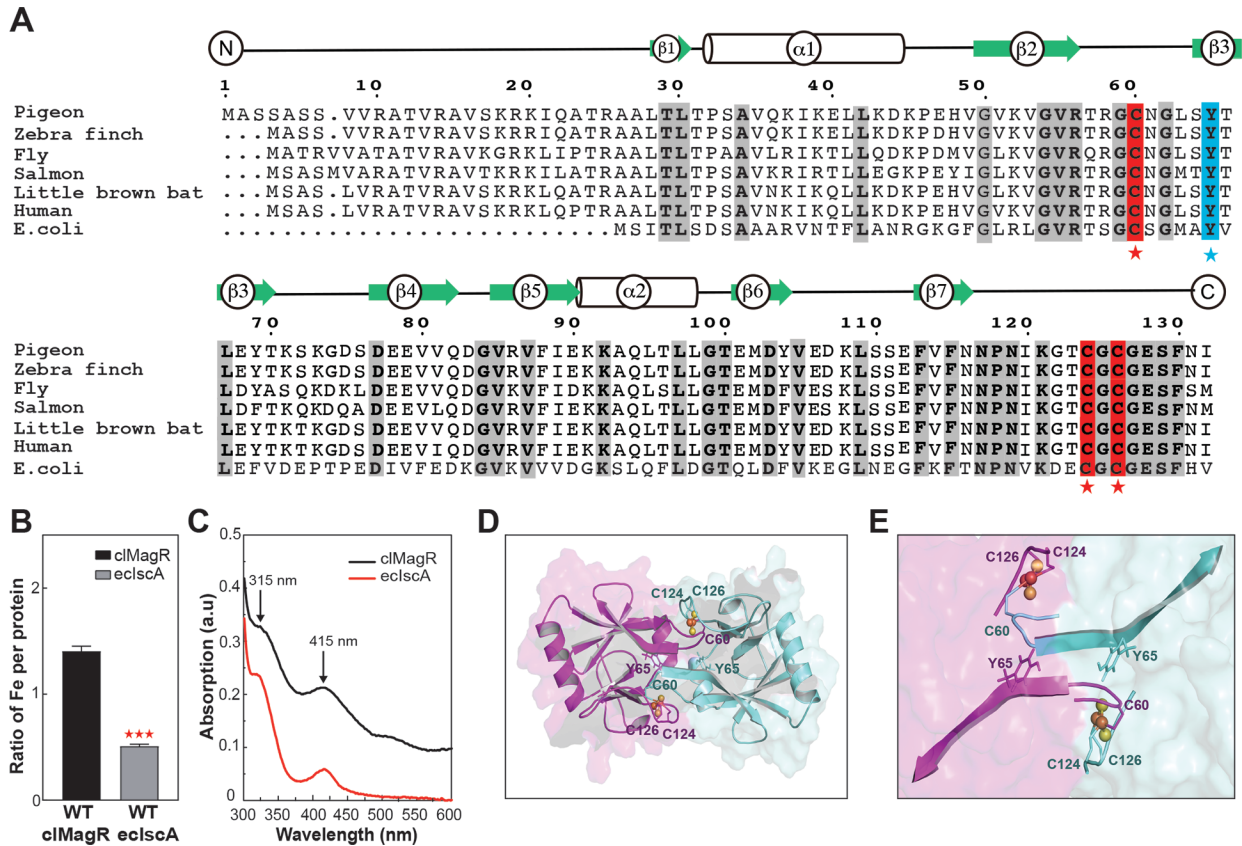 A
N β1 α1 β2 β3
1 10 20 30 40 50 60
Pigeon MASSASS.VVRATVRAVSKRKIQATRAALTLTPSAVQKIKELLKDKPEHVGVKVGVRTRGCNGLSYT
Zebra finch ...MASS.VVRATVRAVSKRRIQATRAALTLTPSAVQKIKELLKDKPDHVGVKVGVRTRGCNGLSYT
Fly ...MATRVVATATVRAVKGRKLIPTRAALTLTPAAVLRIKTLLQDKPDMVGLKVGVRQRGCNGLSYT
Salmon ...MSASMVRATVRAVTKRKILATRAALTLTPSAVNKIRTLLEGKPEYIGLKVGVRTRGCNGMTYT
Little brown bat ...MSAS.LVRATVRAVSKRKLQATRAALTLTPSAVNKIKQLLKDKPEHVGLKVGVRTRGCNGLSYT
Human ...MSAS.LVRATVRAVSKRKLQPTRAALTLTPSAVNKIKQLLKDKPEHVGVKVGVRTRGCNGLSYT
E.coli ..........................MSITLSDSAAARVNTFLANRGKGFGLRLGVRTSGCSGMAYV
β3 β4 β5 α2 β6 β7 C
70 80 90 100 110 120 130
Pigeon LEYTKSKGDSDEEVVQDGVRVFIEKKAQLTLLGTEMDYVEDKLSSEFVFNNPNIKGTCGCGESFNI
Zebra finch LEYTKSKGDSDEEVVQDGVRVFIEKKAQLTLLGTEMDYVEDKLSSEFVFNNPNIKGTCGCGESFNI
Fly LDYASQKDKLDEEVVQDGVKVFIDKKAQLSLLGTEMDFVESKLSSEFVFNNPNIKGTCGCGESFSM
Salmon LDFTKQKDQADEEVLQDGVRVFIEKKAQLTLLGTEMDFVESKLSSEFVFNNPNIKGTCGCGESFNM
Little brown bat LEYTKTKGDSDEEVVQDGVRVFIEKKAQLTLLGTEMDYVEDKLSSEFVFNNPNIKGTCGCGESFNI
Human LEYTKTKGDSDEEVIQDGVRVFIEKKAQLTLLGTEMDYVEDKLSSEFVFNNPNIKGTCGCGESFNI
E.coli LEFVDEPTPEDIVFEDKGVKVVVDGKSLQFLDGTQLDFVKEGLNEGFKFTNPNVKDECGCGESFHV
B
Ratio of Fe per protein
2
1
0
clMagR
ecIscA
★★★
WT WT
clMagR ecIscA
C
Absorption (a.u)
0.5
0.4
0.3
0.2
0.1
0
clMagR
ecIscA
315 nm
415 nm
300 350 400 450 500 550 600
Wavelength (nm)
D
C124 C126
C60
Y65 Y65
C60
C126 C124
E
C126 C124
C60
Y65
Y65
C60
C124 C126